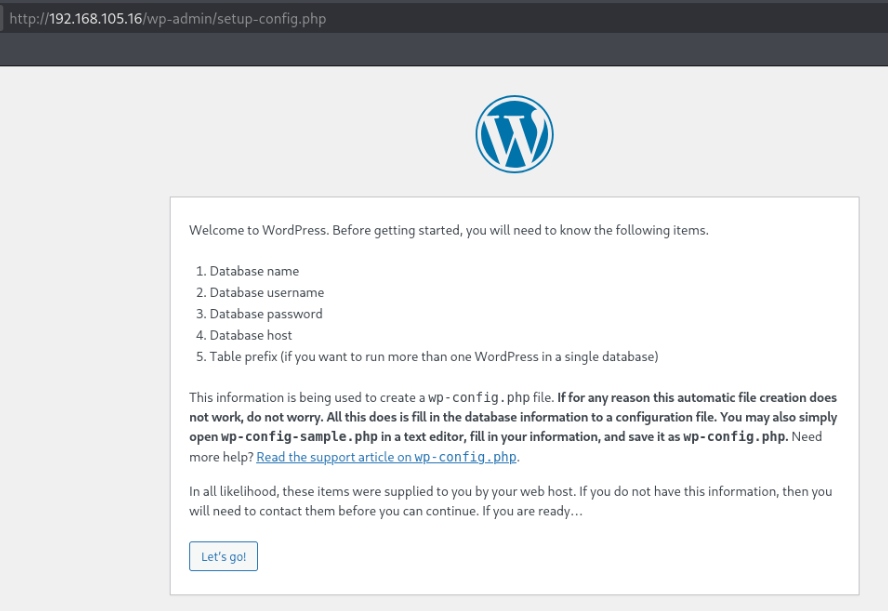 http://192.168.105.16/wp-admin/setup-config.php
Welcome to WordPress. Before getting started, you will need to know the following items.
1. Database name
2. Database username
3. Database password
4. Database host
5. Table prefix (if you want to run more than one WordPress in a single database)
This information is being used to create a wp-config.php file. If for any reason this automatic file creation does
not work, do not worry. All this does is fill in the database information to a configuration file. You may also simply
open wp-config-sample.php in a text editor, fill in your information, and save it as wp-config.php. Need
more help? Read the support article on wp-config.php.
In all likelihood, these items were supplied to you by your web host. If you do not have this information, then you
will need to contact them before you can continue. If you are ready…
Let's go!